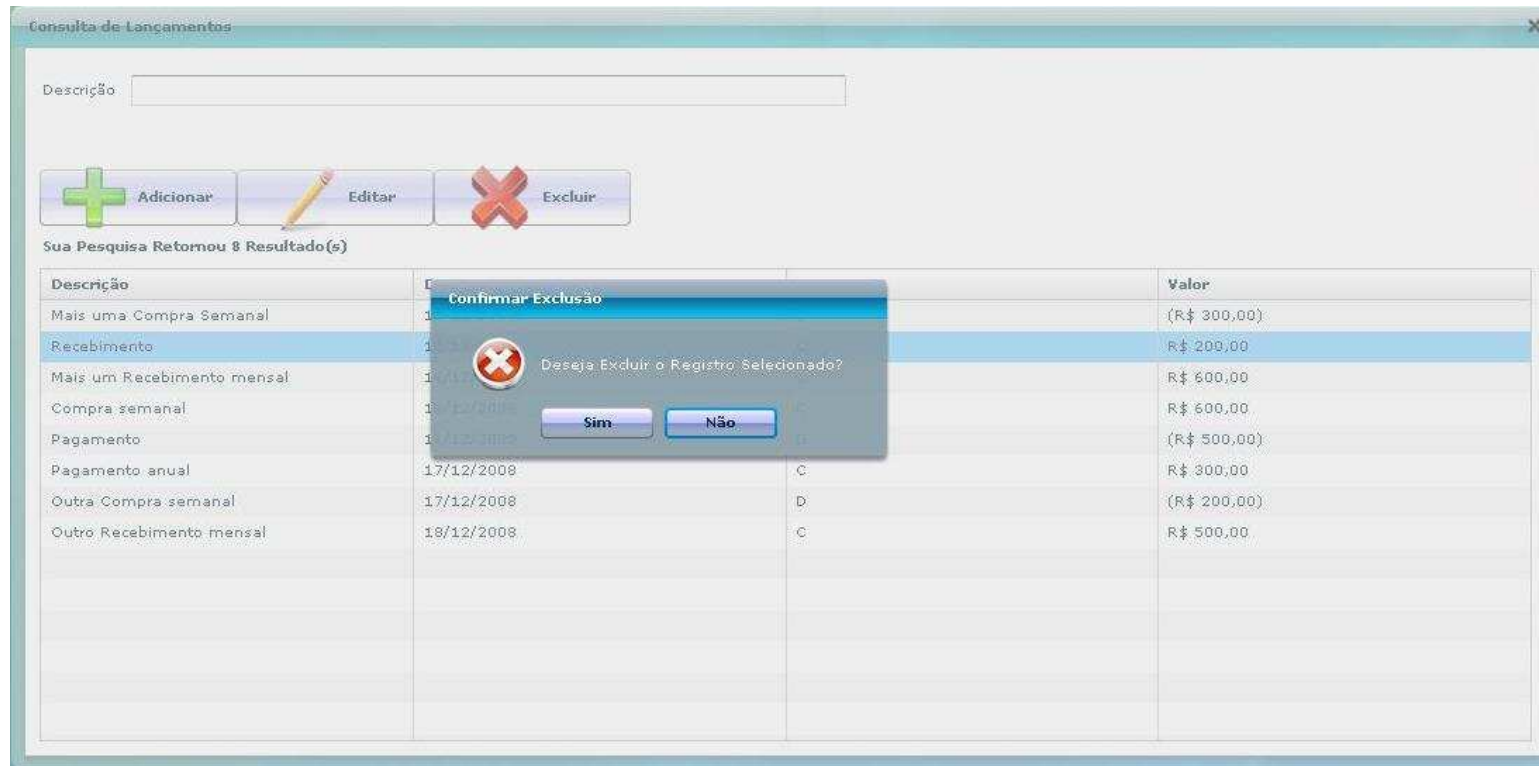 Consulta de Lançamentos
Descrição
Adicionar Editar Excluir
Sua Pesquisa Retornou 8 Resultado(s)
Descrição Valor
Mais uma Compra Semanal (R$ 300,00)
Recebimento R$ 200,00
Mais um Recebimento mensal R$ 600,00
Compra semanal R$ 600,00
Pagamento (R$ 500,00)
Pagamento anual 17/12/2008 C R$ 300,00
Outra Compra semanal 17/12/2008 D (R$ 200,00)
Outro Recebimento mensal 18/12/2008 C R$ 500,00
Confirmar Exclusão
Deseja Excluir o Registro Selecionado?
Sim Não